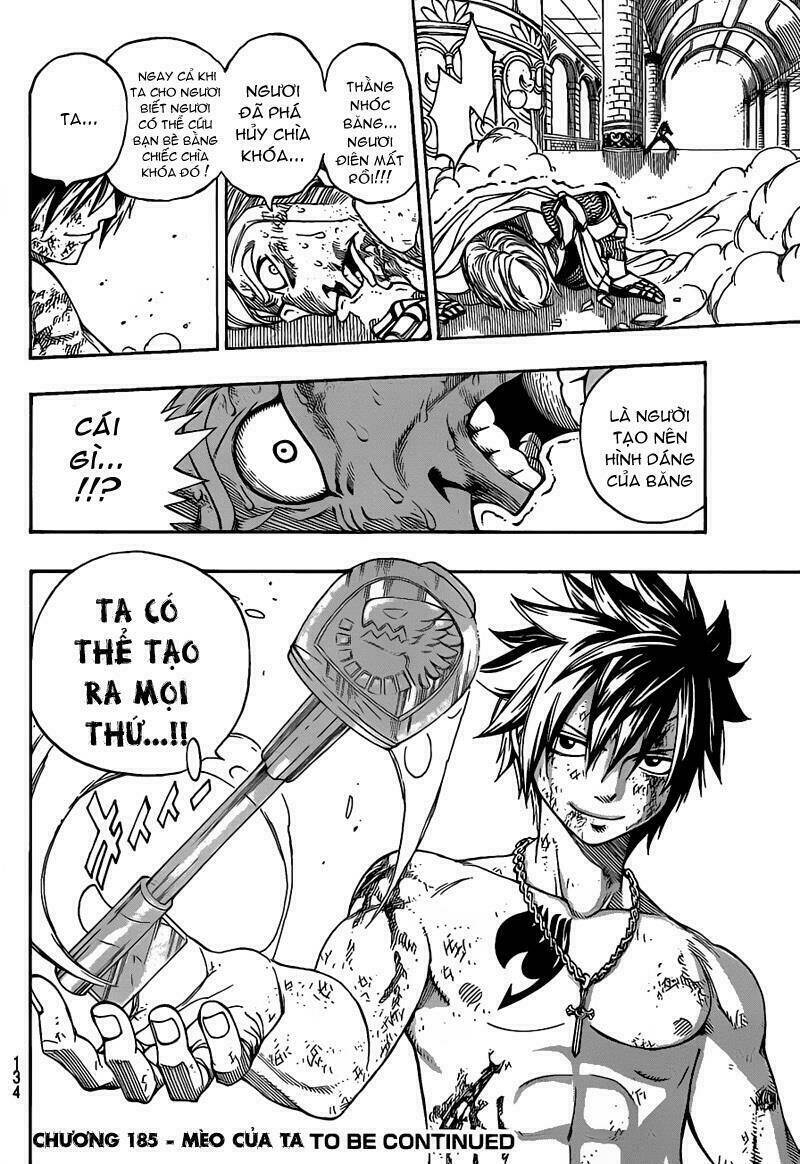 THẰNG
NHÓC
BĂNG...
NGƯƠI
ĐIÊN MẤT
RỒI!!!
NGƯƠI
ĐÃ PHÁ
HỦY CHÌA
KHÓA...
NGAY CẢ KHI
TA CHO NGƯƠI
BIẾT NGƯƠI
CÓ THỂ CỨU
BẠN BÈ BẰNG
CHIẾC CHÌA
KHÓA ĐÓ!
TA...
LÀ NGƯỜI
TẠO NÊN
HÌNH DÁNG
CỦA BĂNG
CÁI
GÌ...
!!?
TA CÓ
THỂ TẠO
RA MỌI
THỨ...!!
134
CHƯƠNG 185 - MÈO CỦA TA TO BE CONTINUED